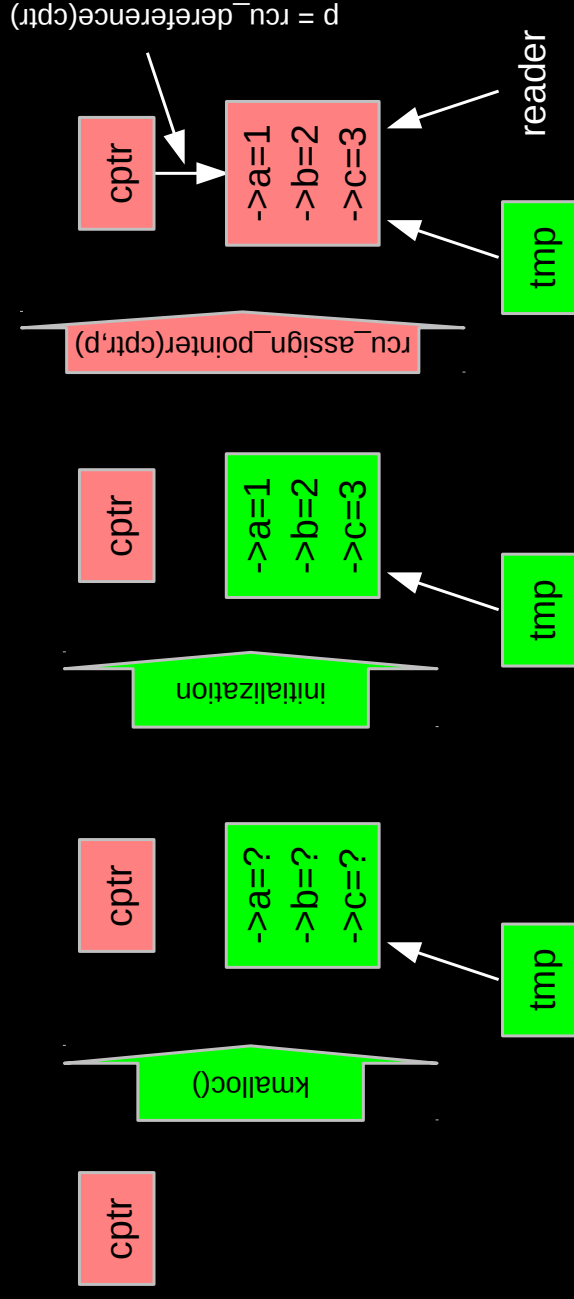 cptr
kmalloc()
cptr
->a=?
->b=?
->c=?
tmp
initialization
cptr
->a=1
->b=2
->c=3
tmp
rcu_assign_pointer(cptr,p)
cptr
p = rcu_dereference(cptr)
->a=1
->b=2
->c=3
tmp
reader